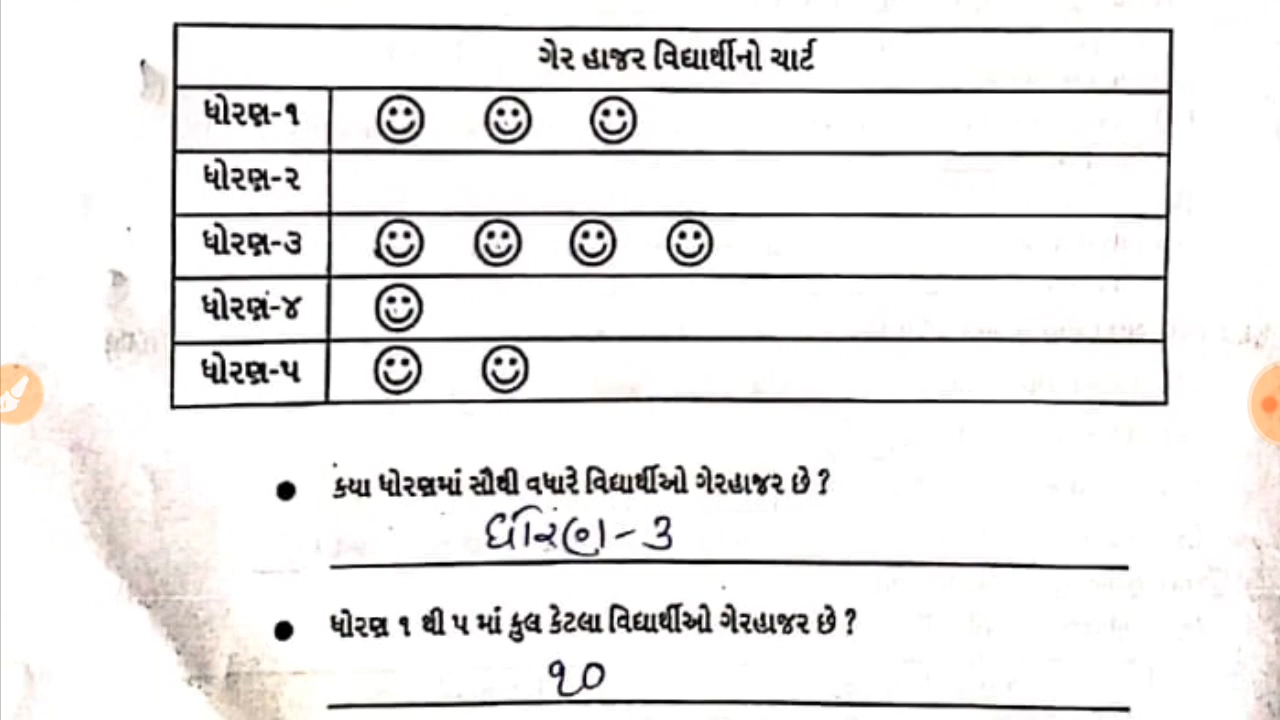 ગેર હાજર વિદ્યાર્થીનો ચાર્ટ
ધોરણ-૧
ધોરણ-૨
ધોરણ-૩
ધોરણ-૪
ધોરણ-૫
● કયા ધોરણમાં સૌથી વધારે વિદ્યાર્થીઓ ગેરહાજર છે ?
ધોરણ-૩
● ધોરણ ૧ થી ૫ માં કુલ કેટલા વિદ્યાર્થીઓ ગેરહાજર છે ?
૧૦